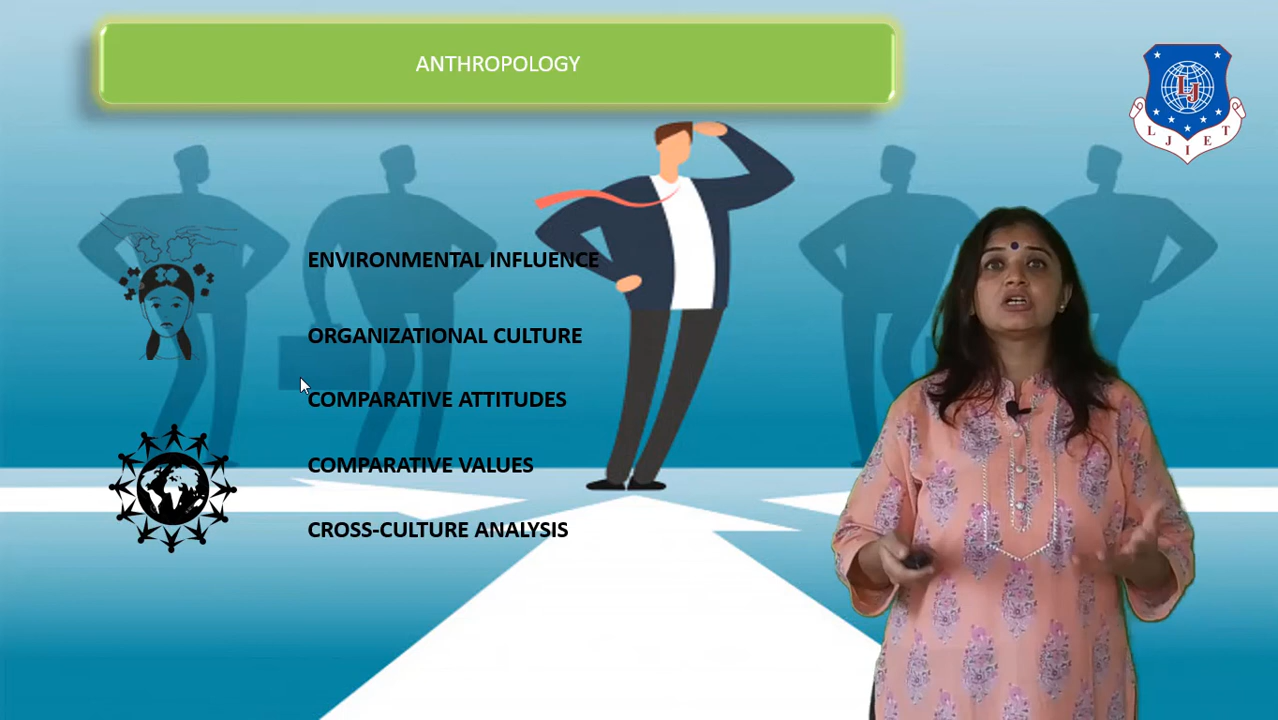 ANTHROPOLOGY
LJ
L J I E T
ENVIRONMENTAL INFLUENCE
ORGANIZATIONAL CULTURE
COMPARATIVE ATTITUDES
COMPARATIVE VALUES
CROSS-CULTURE ANALYSIS